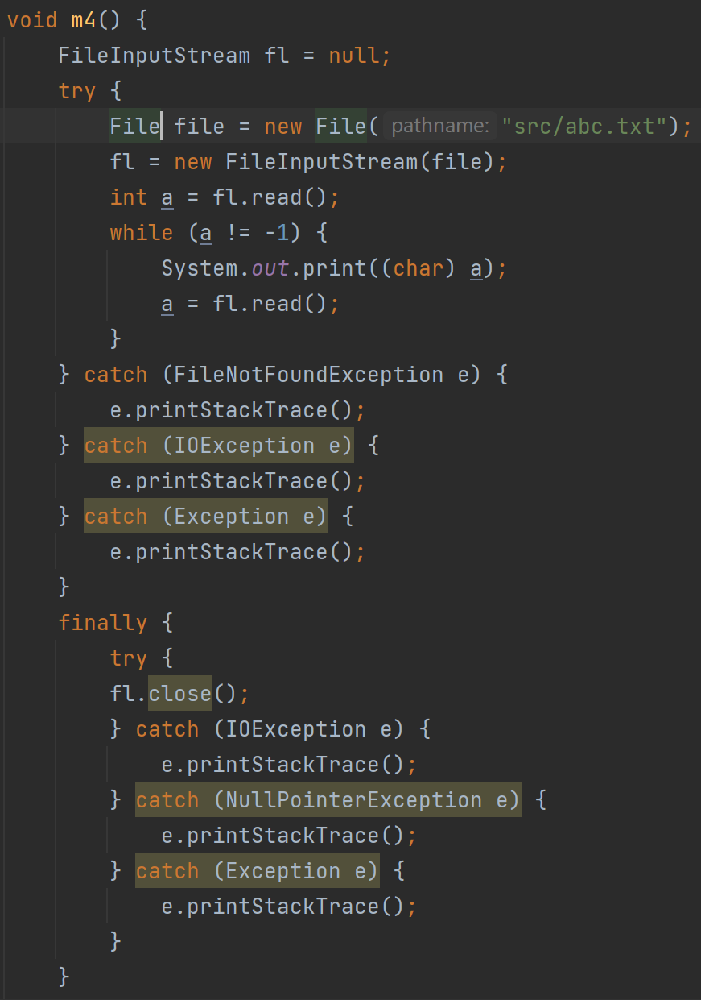 void m4() {
    FileInputStream fl = null;
    try {
        File file = new File( pathname: "src/abc.txt");
        fl = new FileInputStream(file);
        int a = fl.read();
        while (a != -1) {
            System.out.print((char) a);
            a = fl.read();
        }
    } catch (FileNotFoundException e) {
        e.printStackTrace();
    } catch (IOException e) {
        e.printStackTrace();
    } catch (Exception e) {
        e.printStackTrace();
    }
    finally {
        try {
        fl.close();
        } catch (IOException e) {
            e.printStackTrace();
        } catch (NullPointerException e) {
            e.printStackTrace();
        } catch (Exception e) {
            e.printStackTrace();
        }
    }